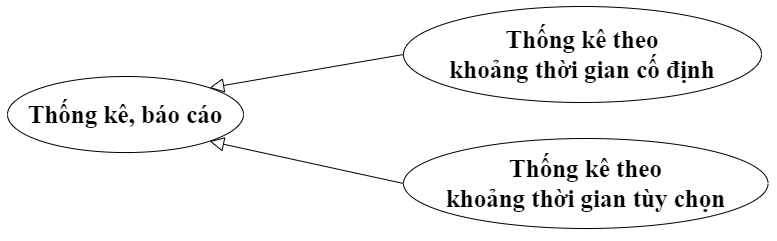 Thống kê, báo cáo
Thống kê theo
khoảng thời gian cố định
Thống kê theo
khoảng thời gian tùy chọn